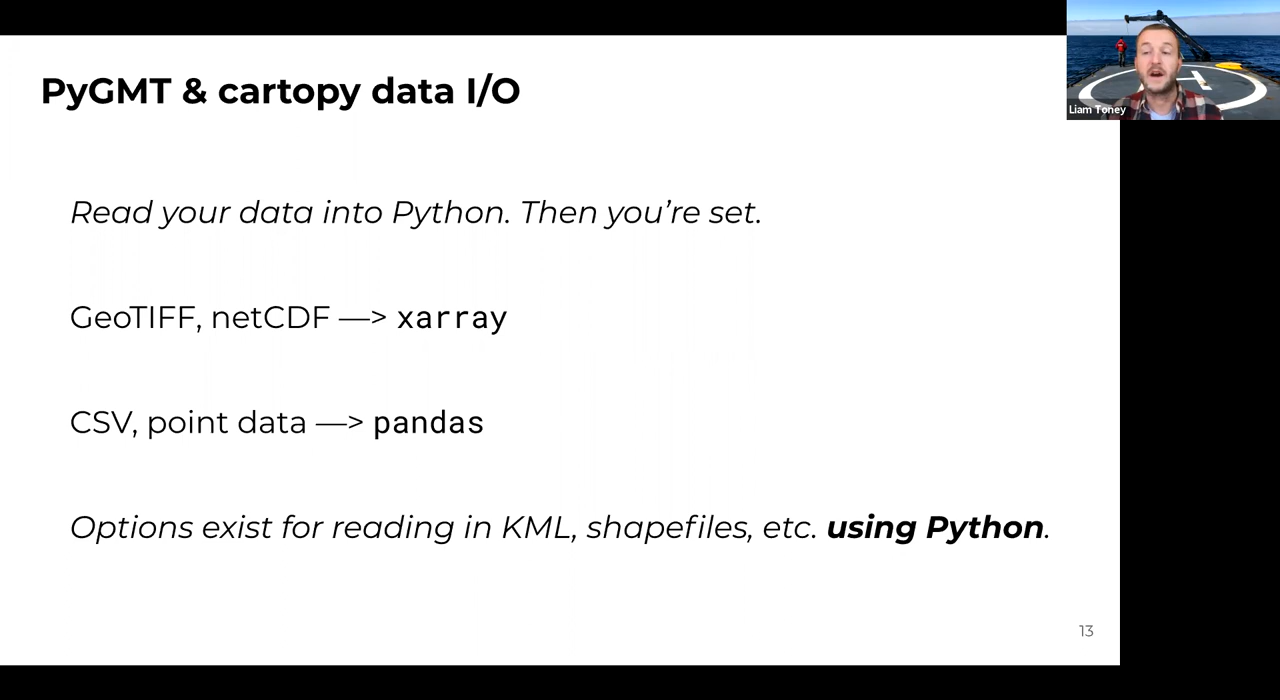 PyGMT & cartopy data I/O
Liam Toney
Read your data into Python. Then you’re set.
GeoTIFF, netCDF —> xarray
CSV, point data —> pandas
Options exist for reading in KML, shapefiles, etc. using Python.
13